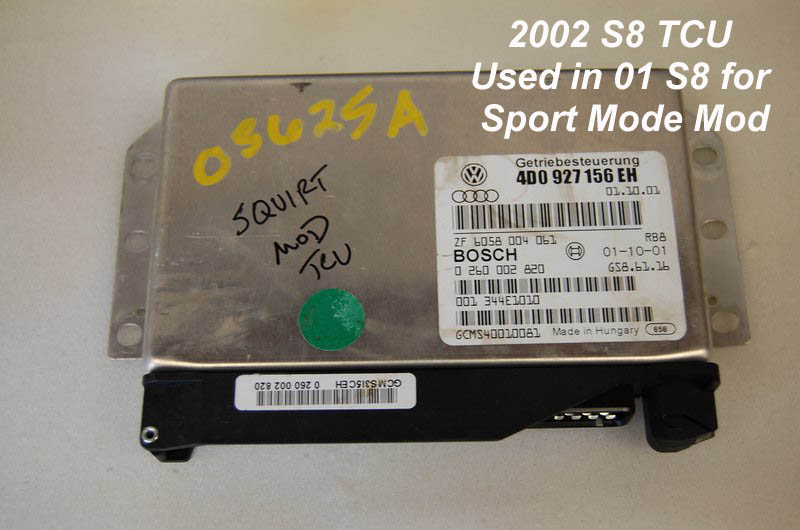 2002 S8 TCU
Used in 01 S8 for
Sport Mode Mod
05625A
SQUIRT
MOD
TCU
Getriebesteuerung
4D0 927 156 EH
01.10.01
ZF 6058 004 061
RB8
BOSCH
01-10-01
0 260 002 820
GS8.61.16
001 344E1010
GCMS40010081
Made in Hungary
658
GCMS315CEH 0 260 002 820